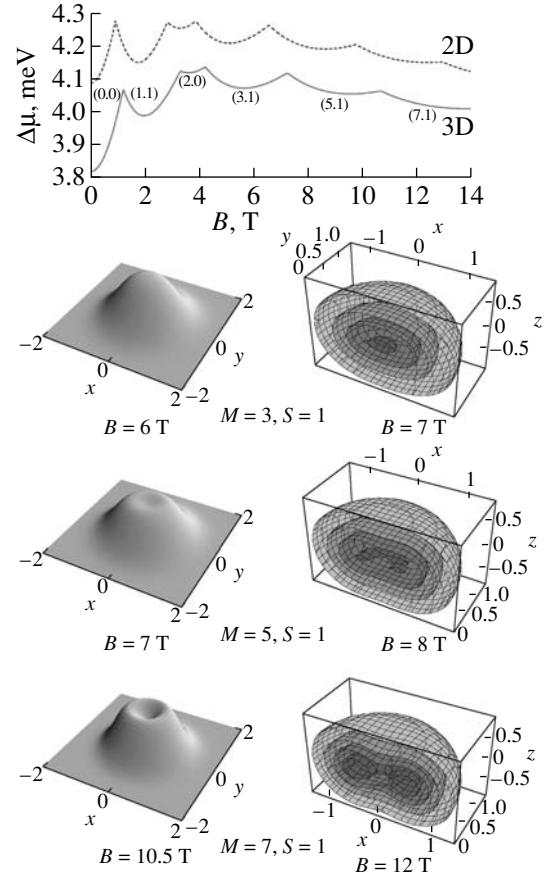 4.3
4.2
4.1
4.0
3.9
3.8
Δμ, meV
2D
3D
(0.0)
(1.1)
(2.0)
(3.1)
(5.1)
(7.1)
0 2 4 6 8 10 12 14
B, T
−2 0 2
x
−2 0 2
y
B = 6 T
M = 3, S = 1
y
0 0.5 1.0
x
−1 0 1
0.5
0
−0.5
z
B = 7 T
−2 0 2
x
−2 0 2
y
B = 7 T
M = 5, S = 1
x
−1 0 1
0.5
0
−0.5
z
1.0
0.5
0
B = 8 T
−2 0 2
x
−2 0 2
y
B = 10.5 T
M = 7, S = 1
0.5
0
−0.5
z
1.0
0.5
0
−1 0 1
x
B = 12 T